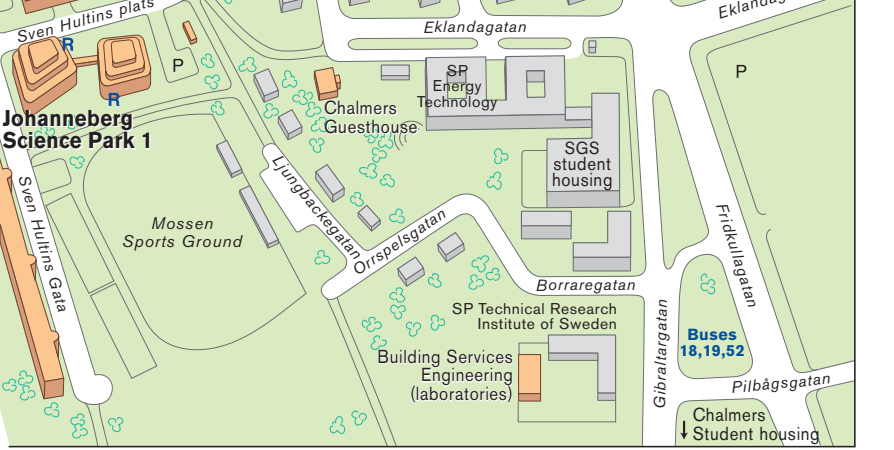 Sven Hultins plats
R
R
P
Johanneberg
Science Park 1
Eklandagatan
SP
Energy
Technology
Chalmers
Guesthouse
SGS
student
housing
P
Ljungbackegatan
Mossen
Sports Ground
Sven Hultins Gata
Orrspelsgatan
Borraregatan
Fridkullagatan
SP Technical Research
Institute of Sweden
Building Services
Engineering
(laboratories)
Gibraltargatan
Buses
18,19,52
Pilbågsgatan
↓ Chalmers
Student housing